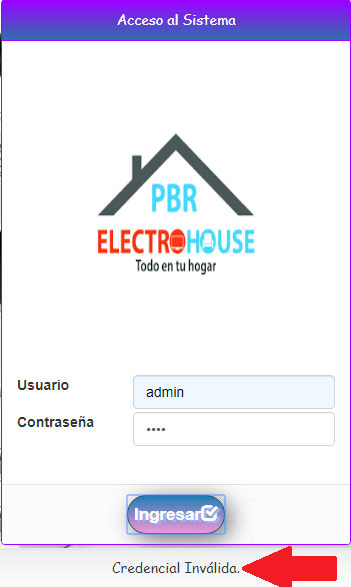 Acceso al Sistema
PBR
ELECTROHOUSE
Todo en tu hogar
Usuario
admin
Contraseña
Ingresar
Credencial Inválida.